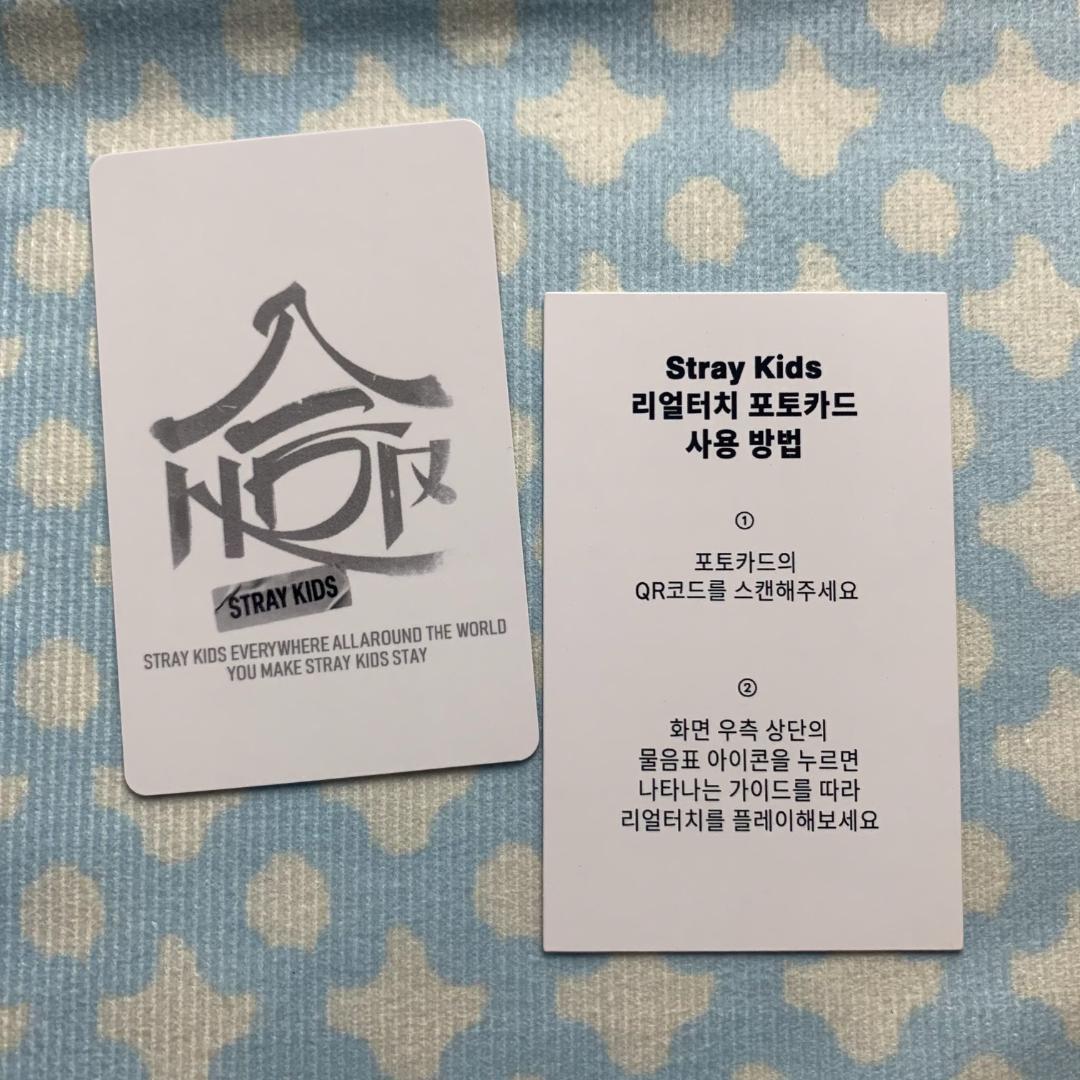 STRAY KIDS
STRAY KIDS EVERYWHERE ALLAROUND THE WORLD
YOU MAKE STRAY KIDS STAY
Stray Kids
리얼터치 포토카드
사용 방법
①
포토카드의
QR코드를 스캔해주세요
②
화면 우측 상단의
물음표 아이콘을 누르면
나타나는 가이드를 따라
리얼터치를 플레이해보세요